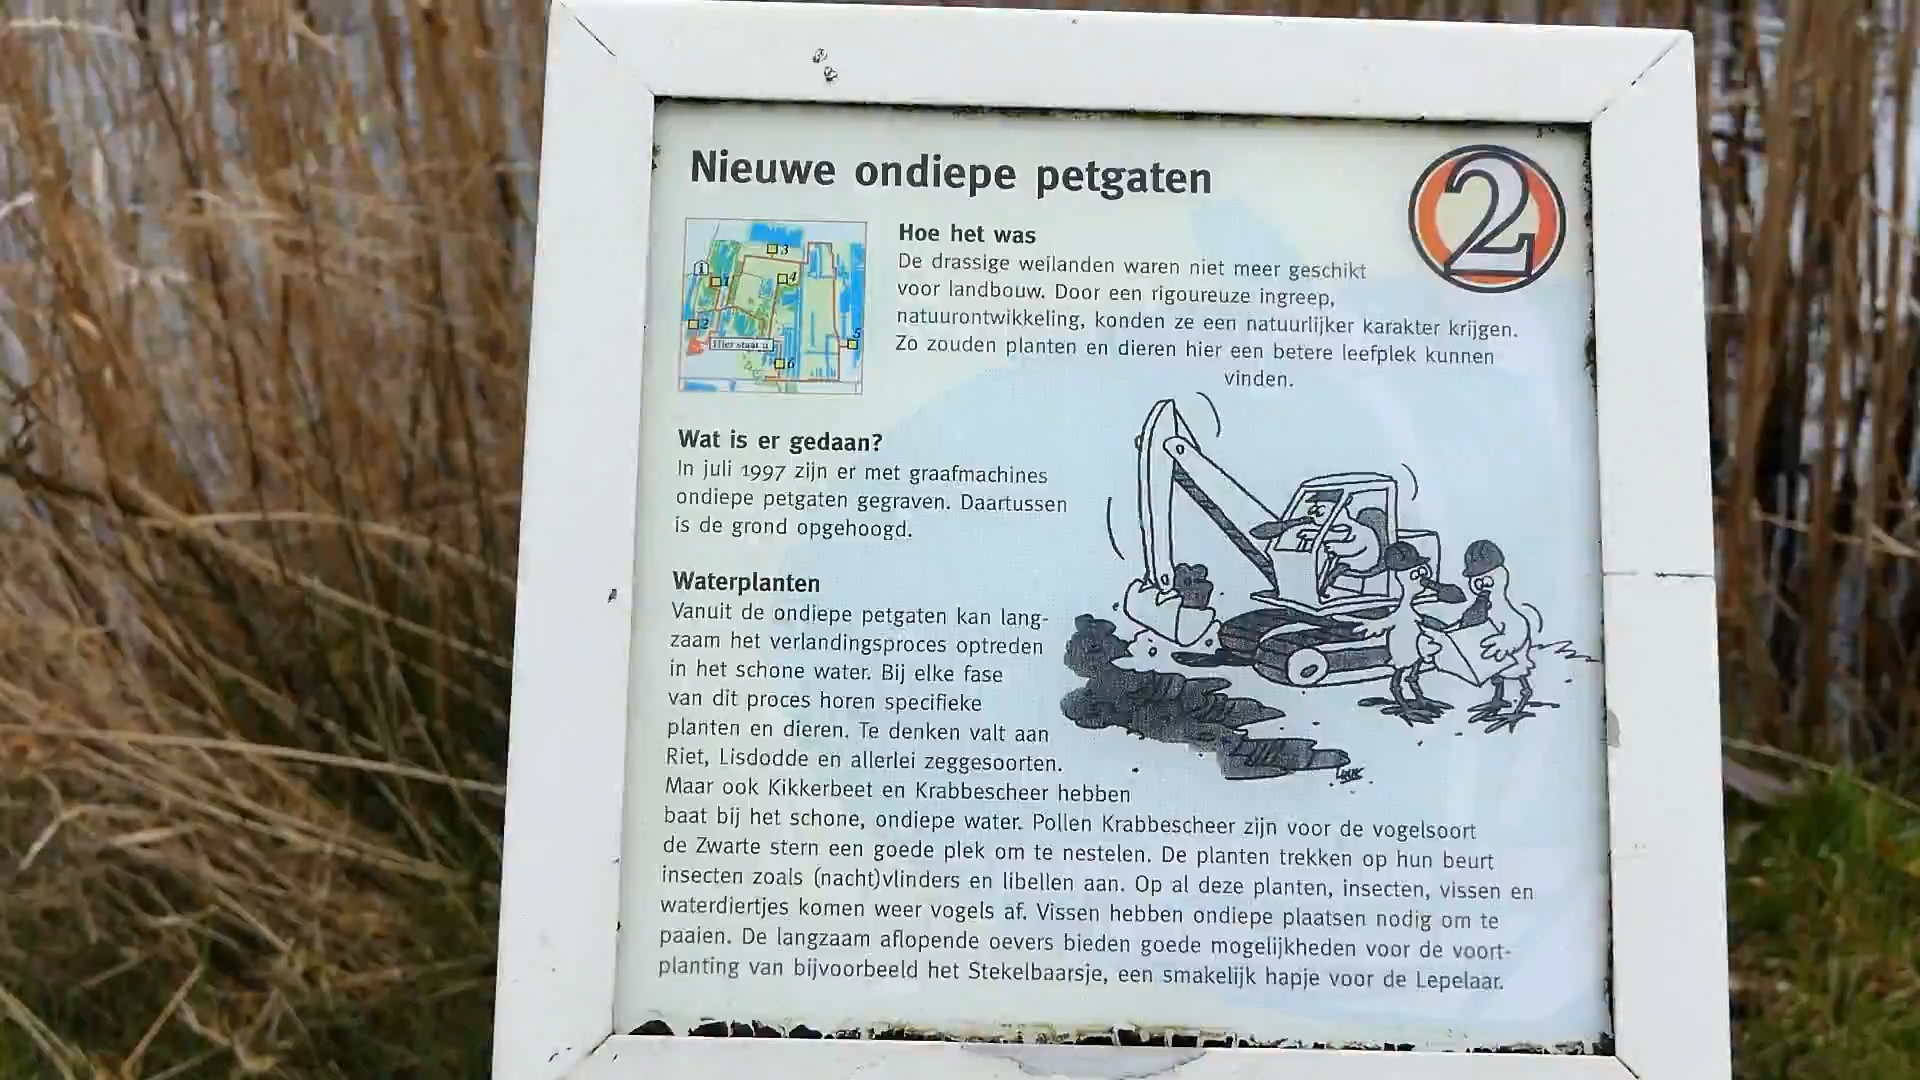 Nieuwe ondiepe petgaten
2
3
i
4
1
2
5
Hier staat u
6
Hoe het was
De drassige weilanden waren niet meer geschikt
voor landbouw. Door een rigoureuze ingreep,
natuurontwikkeling, konden ze een natuurlijker karakter krijgen.
Zo zouden planten en dieren hier een betere leefplek kunnen
vinden.
Wat is er gedaan?
In juli 1997 zijn er met graafmachines
ondiepe petgaten gegraven. Daartussen
is de grond opgehoogd.
Waterplanten
Vanuit de ondiepe petgaten kan lang-
zaam het verlandingsproces optreden
in het schone water. Bij elke fase
van dit proces horen specifieke
planten en dieren. Te denken valt aan
Riet, Lisdodde en allerlei zeggesoorten.
Maar ook Kikkerbeet en Krabbescheer hebben
baat bij het schone, ondiepe water. Pollen Krabbescheer zijn voor de vogelsoort
de Zwarte stern een goede plek om te nestelen. De planten trekken op hun beurt
insecten zoals (nacht)vlinders en libellen aan. Op al deze planten, insecten, vissen en
waterdiertjes komen weer vogels af. Vissen hebben ondiepe plaatsen nodig om te
paaien. De langzaam aflopende oevers bieden goede mogelijkheden voor de voort-
planting van bijvoorbeeld het Stekelbaarsje, een smakelijk hapje voor de Lepelaar.